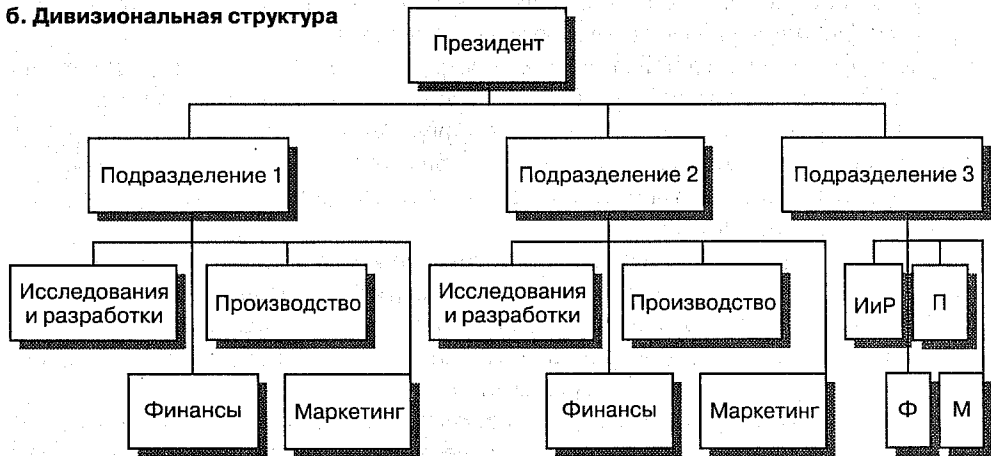 б. Дивизиональная структура
Президент
Подразделение 1
Подразделение 2
Подразделение 3
Исследования
и разработки
Производство
Исследования
и разработки
Производство
ИиР
П
Финансы
Маркетинг
Финансы
Маркетинг
Ф
М